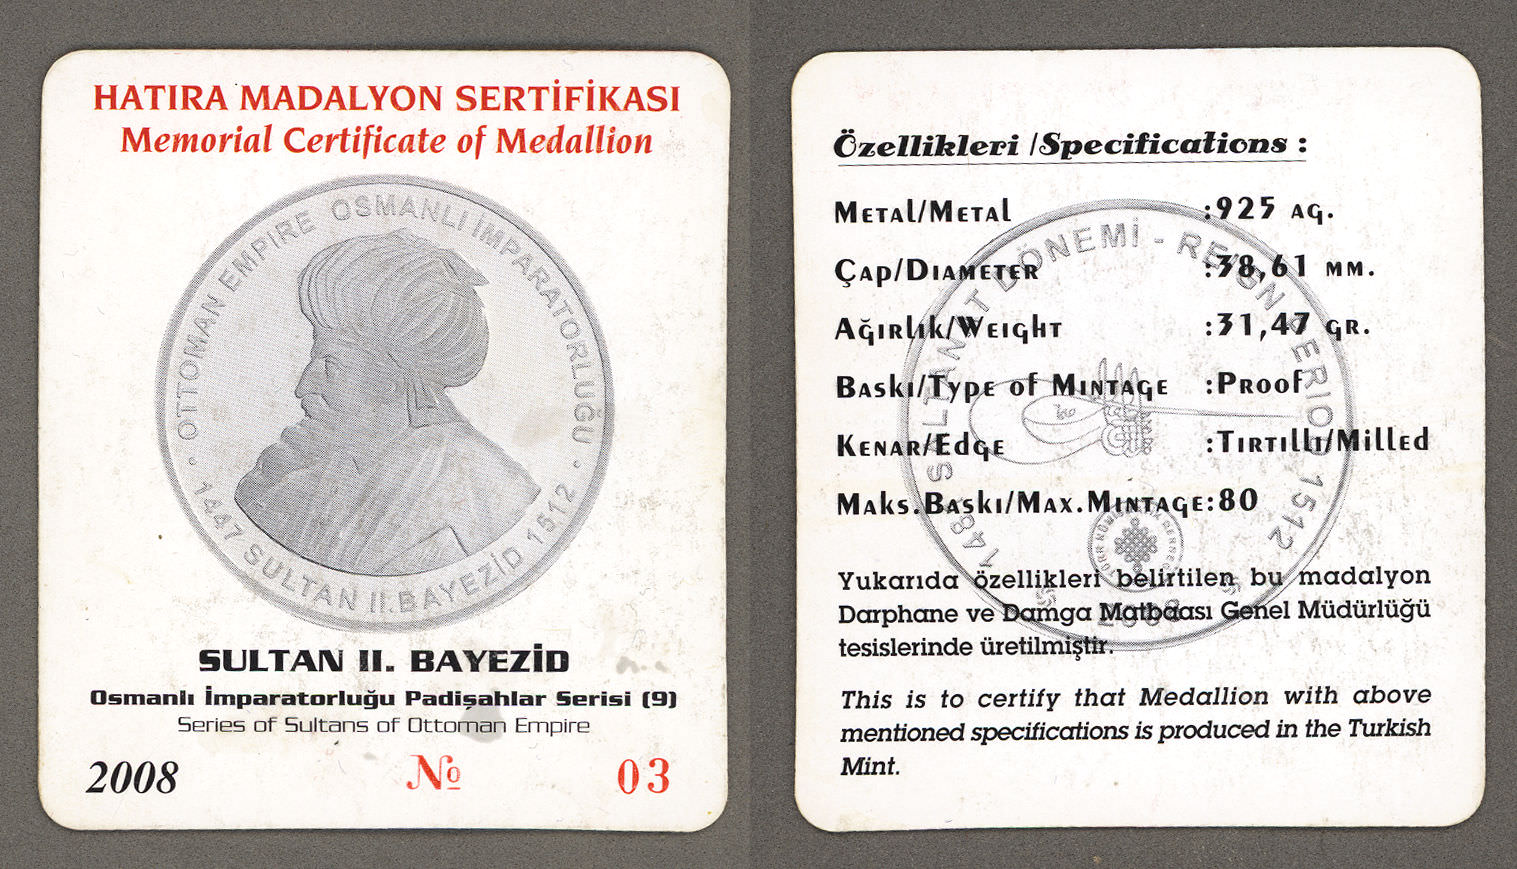 HATIRA MADALYON SERTİFİKASI
Memorial Certificate of Medallion
OTTOMAN EMPIRE OSMANLI İMPARATORLUĞU
1447 SULTAN II.BAYEZİD 1512
SULTAN II. BAYEZİD
Osmanlı İmparatorluğu Padişahlar Serisi (9)
Series of Sultans of Ottoman Empire
2008 № 03
Özellikleri /Specifications :
Metal/Metal :925 ag.
Çap/Diameter :38,61 mm.
Ağırlık/Weight :31,47 gr.
Baskı/Type of Mintage :Proof
Kenar/Edge :Tırtıllı/Milled
Maks.Baskı/Max.Mintage:80
SALTANAT DÖNEMİ - REIGN PERIOD 1512
Yukarıda özellikleri belirtilen bu madalyon
Darphane ve Damga Matbaası Genel Müdürlüğü
tesislerinde üretilmiştir.
This is to certify that Medallion with above
mentioned specifications is produced in the Turkish
Mint.